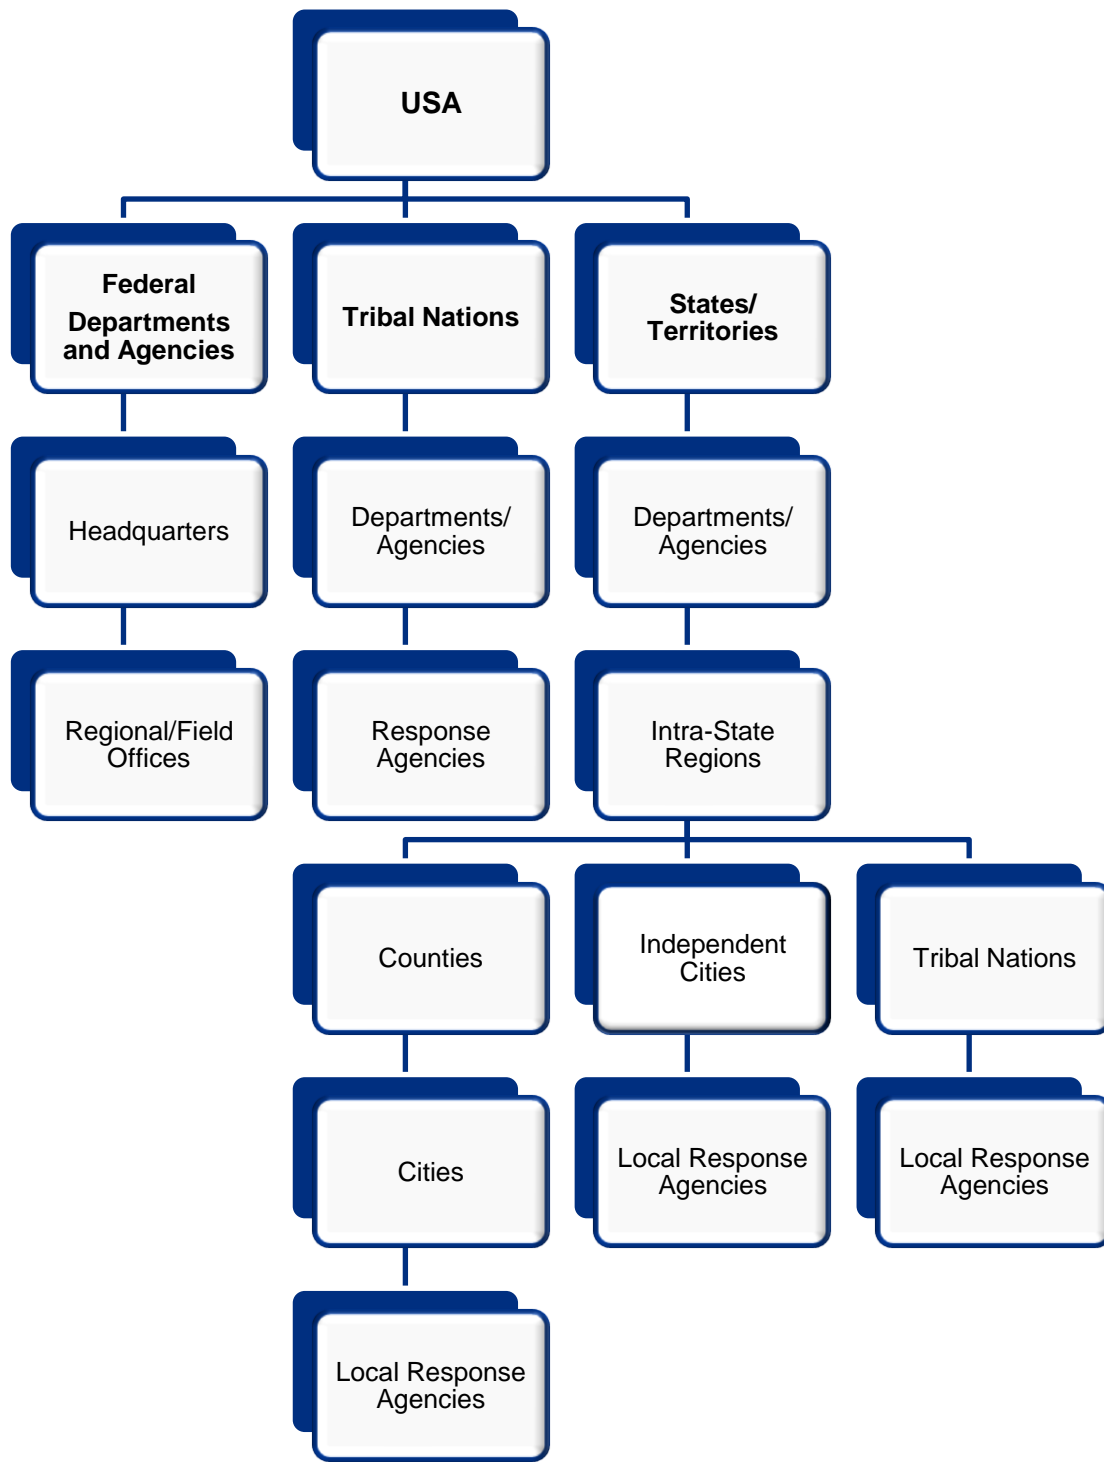 USA
Federal
Departments
and Agencies
Tribal Nations
States/
Territories
Headquarters
Departments/
Agencies
Departments/
Agencies
Regional/Field
Offices
Response
Agencies
Intra-State
Regions
Counties
Independent
Cities
Tribal Nations
Cities
Local Response
Agencies
Local Response
Agencies
Local Response
Agencies